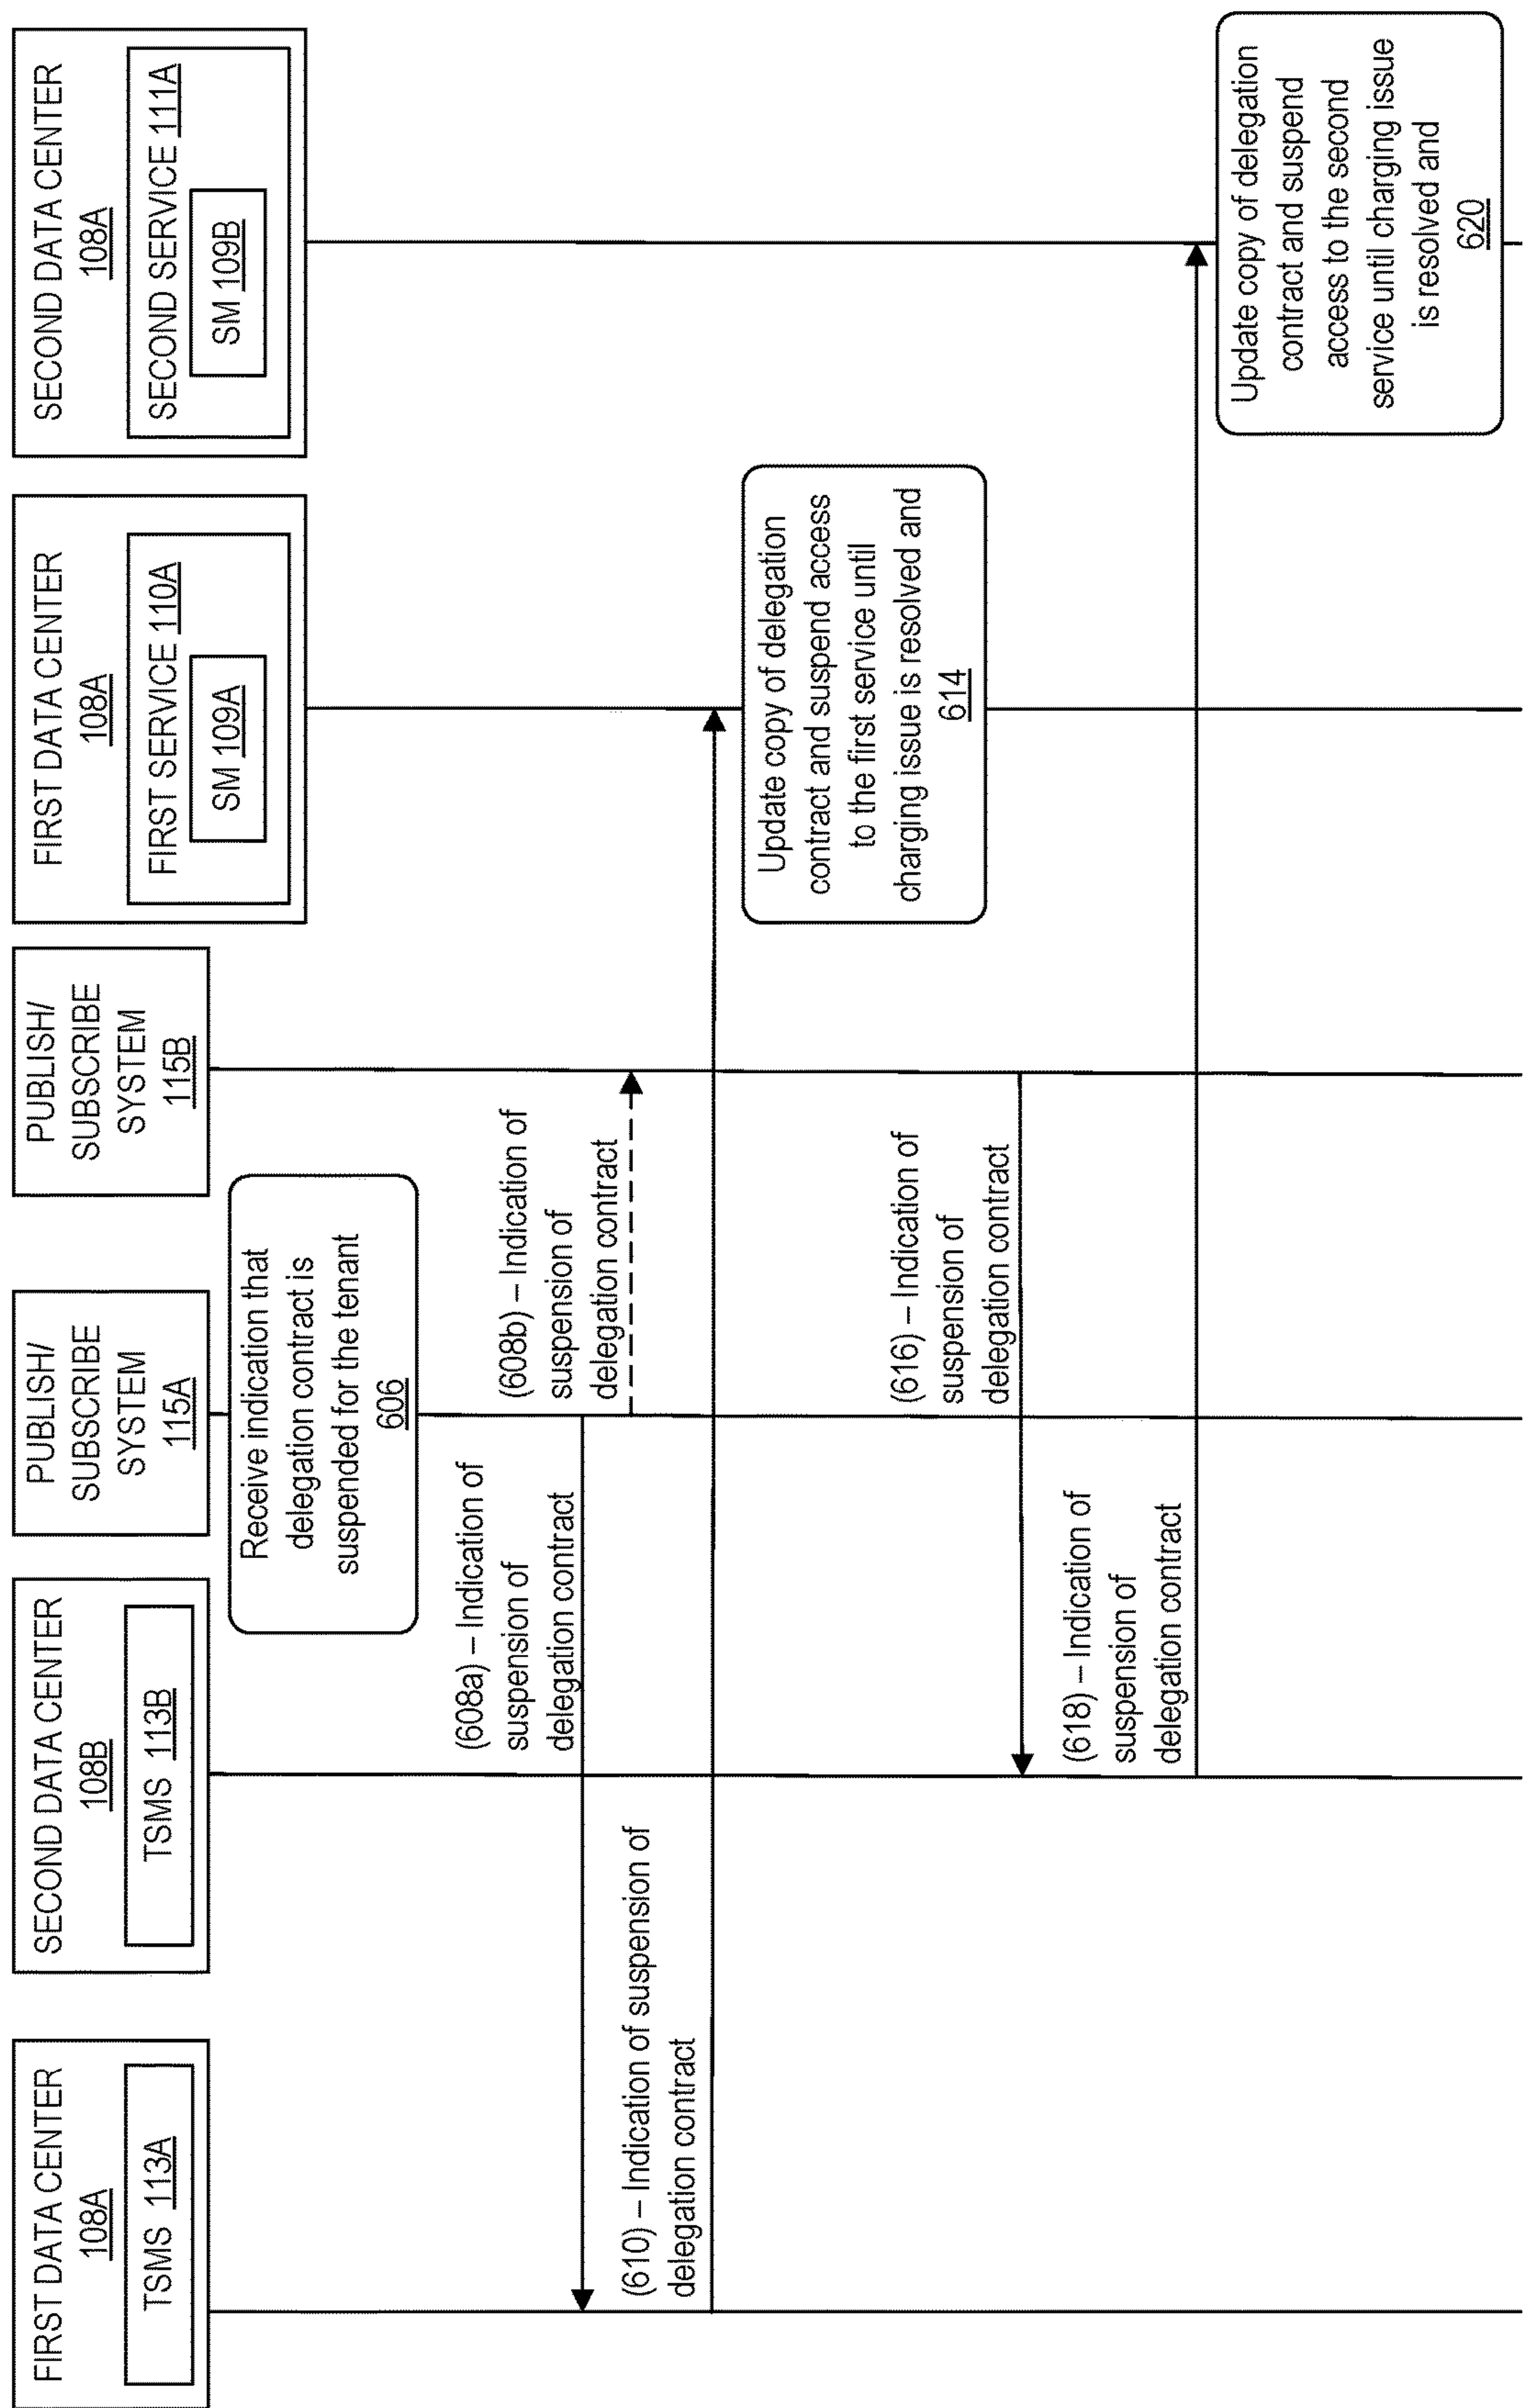 FIRST DATA CENTER
108A
TSMS 113A
SECOND DATA CENTER
108B
TSMS 113B
PUBLISH/
SUBSCRIBE
SYSTEM
115A
PUBLISH/
SUBSCRIBE
SYSTEM
115B
FIRST DATA CENTER
108A
FIRST SERVICE 110A
SM 109A
SECOND DATA CENTER
108A
SECOND SERVICE 111A
SM 109B
Receive indication that
delegation contract is
suspended for the tenant
606
(608a) – Indication of
suspension of
delegation contract
(608b) – Indication of
suspension of
delegation contract
(610) – Indication of suspension of
delegation contract
Update copy of delegation
contract and suspend access
to the first service until
charging issue is resolved and
614
(616) – Indication of
suspension of
delegation contract
(618) – Indication of
suspension of
delegation contract
Update copy of delegation
contract and suspend
access to the second
service until charging issue
is resolved and
620